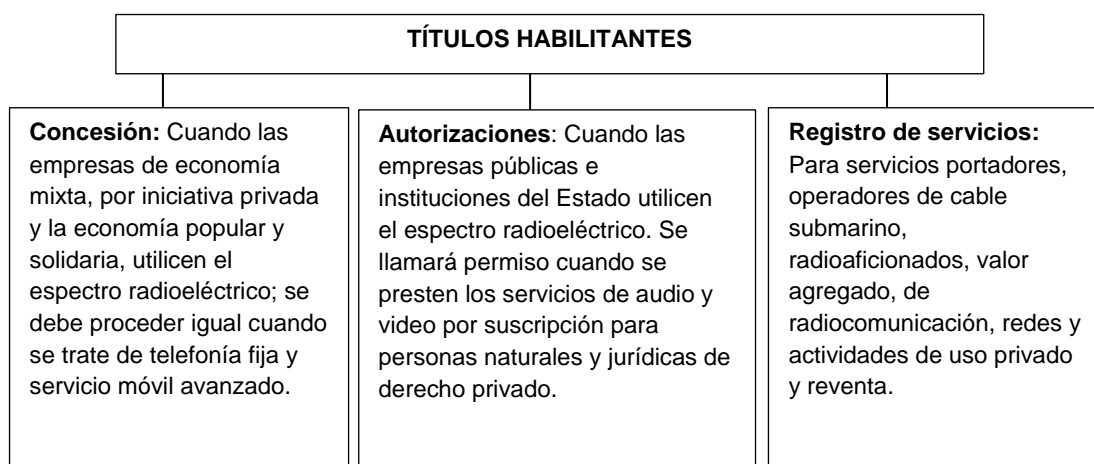 TÍTULOS HABILITANTES
Concesión: Cuando las
empresas de economía
mixta, por iniciativa privada
y la economía popular y
solidaria, utilicen el
espectro radioeléctrico; se
debe proceder igual cuando
se trate de telefonía fija y
servicio móvil avanzado.
Autorizaciones: Cuando las
empresas públicas e
instituciones del Estado utilicen
el espectro radioeléctrico. Se
llamará permiso cuando se
presten los servicios de audio y
video por suscripción para
personas naturales y jurídicas de
derecho privado.
Registro de servicios:
Para servicios portadores,
operadores de cable
submarino,
radioaficionados, valor
agregado, de
radiocomunicación, redes y
actividades de uso privado
y reventa.